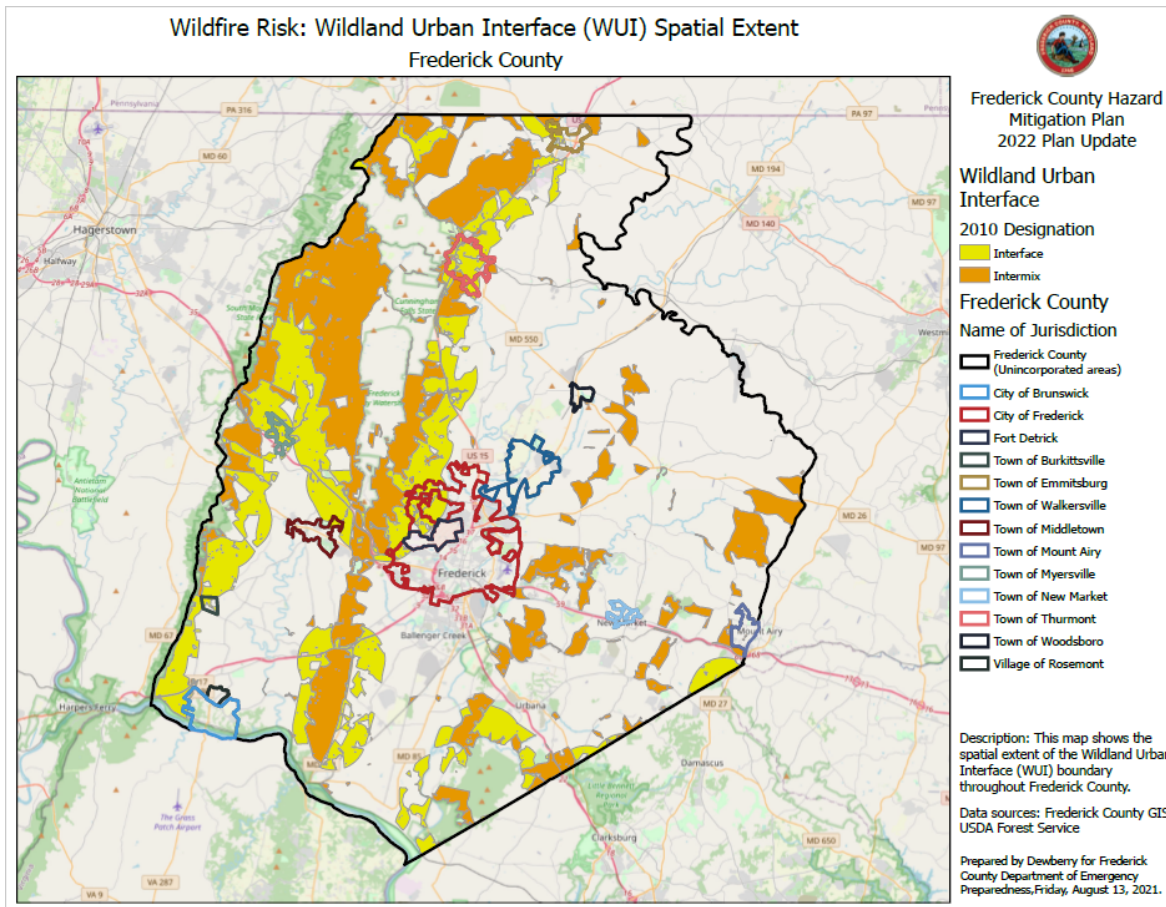 Wildfire Risk: Wildland Urban Interface (WUI) Spatial Extent
Frederick County
Frederick County Hazard
Mitigation Plan
2022 Plan Update
Wildland Urban
Interface
2010 Designation
Interface
Intermix
Frederick County
Name of Jurisdiction
Frederick County
(Unincorporated areas)
City of Brunswick
City of Frederick
Fort Detrick
Town of Burkittsville
Town of Emmitsburg
Town of Walkersville
Town of Middletown
Town of Mount Airy
Town of Myersville
Town of New Market
Town of Thurmont
Town of Woodsboro
Village of Rosemont
Description: This map shows the
spatial extent of the Wildland Urban
Interface (WUI) boundary
throughout Frederick County.
Data sources: Frederick County GIS
USDA Forest Service
Prepared by Dewberry for Frederick
County Department of Emergency
Preparedness,Friday, August 13, 2021.
Pennsylvania
PA 316
PA 97
MD 60
MD 194
MD 97
MD 140
Hagerstown
Halfway
MD 550
US 15
MD 26
MD 97
Antietam
National
Battlefield
Frederick
Ballenger Creek
Mount Airy
MD 67
Harpers Ferry
Urbana
MD 27
MD 85
Damascus
Little Bennett
Regional
Park
The Grass
Patch Airport
Clarksburg
MD 650
VA 287
VA 9